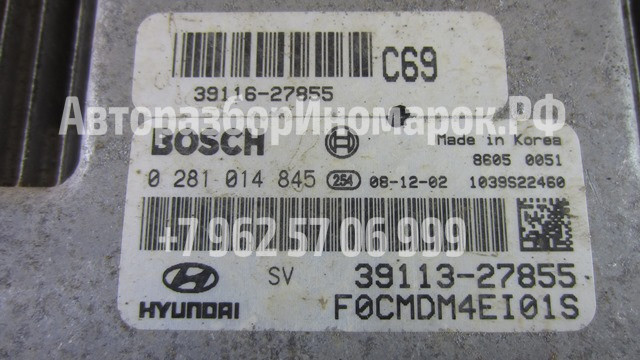 C69
39116-27855
АвторазборИномарок.РФ
BOSCH Made in Korea
8605 0051
0 281 014 845 254 08-12-02 1039S22460
+7 962 57 06 999
SV 39113-27855
HYUNDAI F0CMDM4EI01S